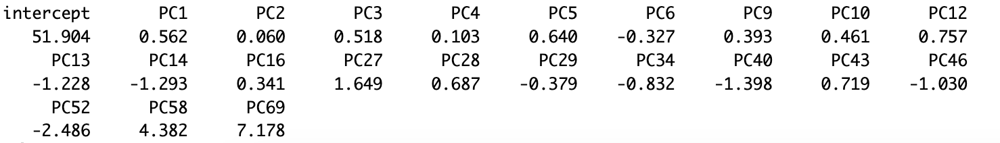 intercept PC1 PC2 PC3 PC4 PC5 PC6 PC9 PC10 PC12
51.904 0.562 0.060 0.518 0.103 0.640 -0.327 0.393 0.461 0.757
PC13 PC14 PC16 PC27 PC28 PC29 PC34 PC40 PC43 PC46
-1.228 -1.293 0.341 1.649 0.687 -0.379 -0.832 -1.398 0.719 -1.030
PC52 PC58 PC69
-2.486 4.382 7.178